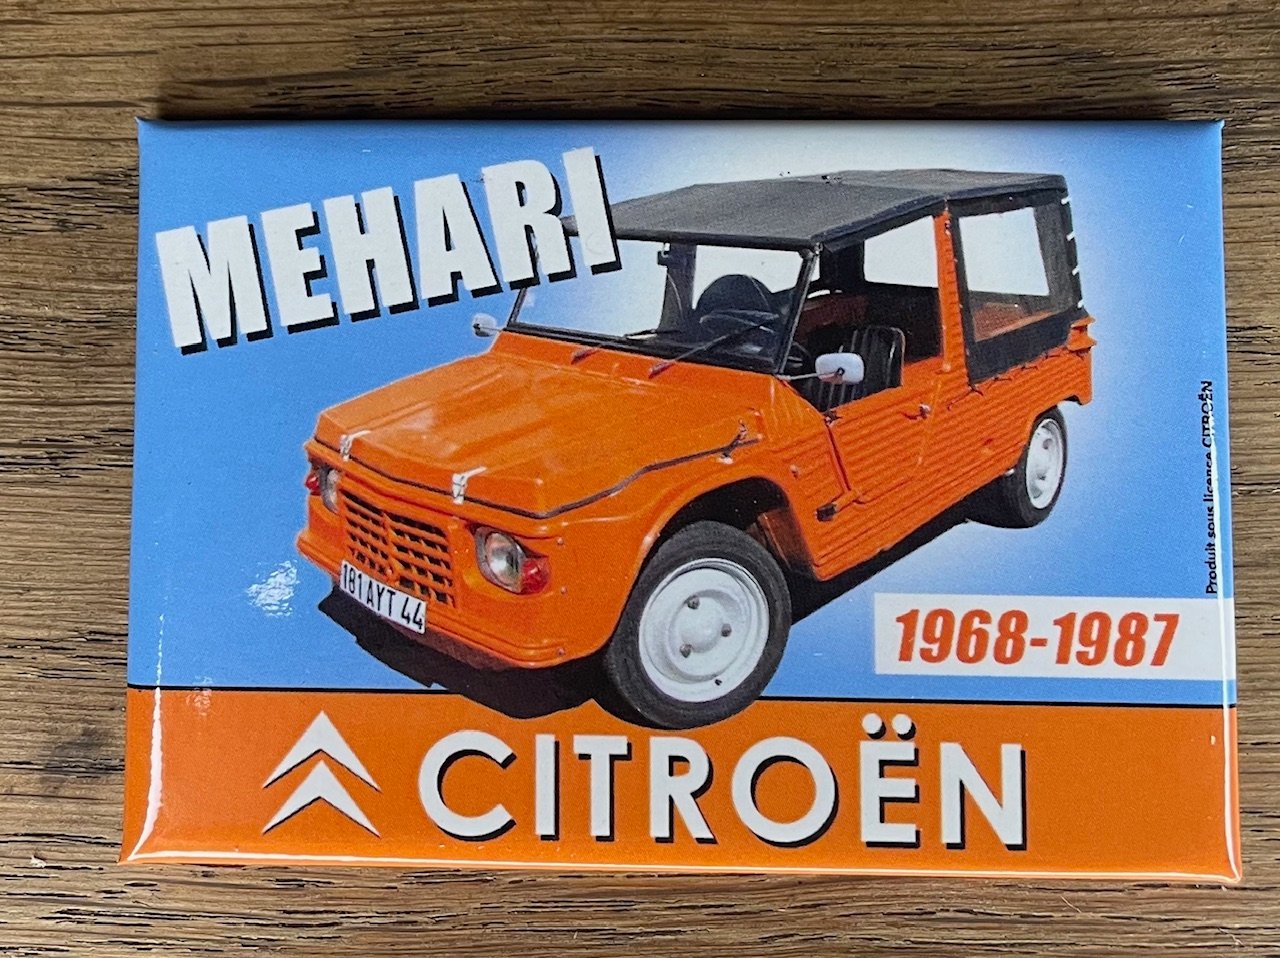 MEHARI
181 AYT 44
Produit sous licence CITROËN
1968-1987
CITROËN